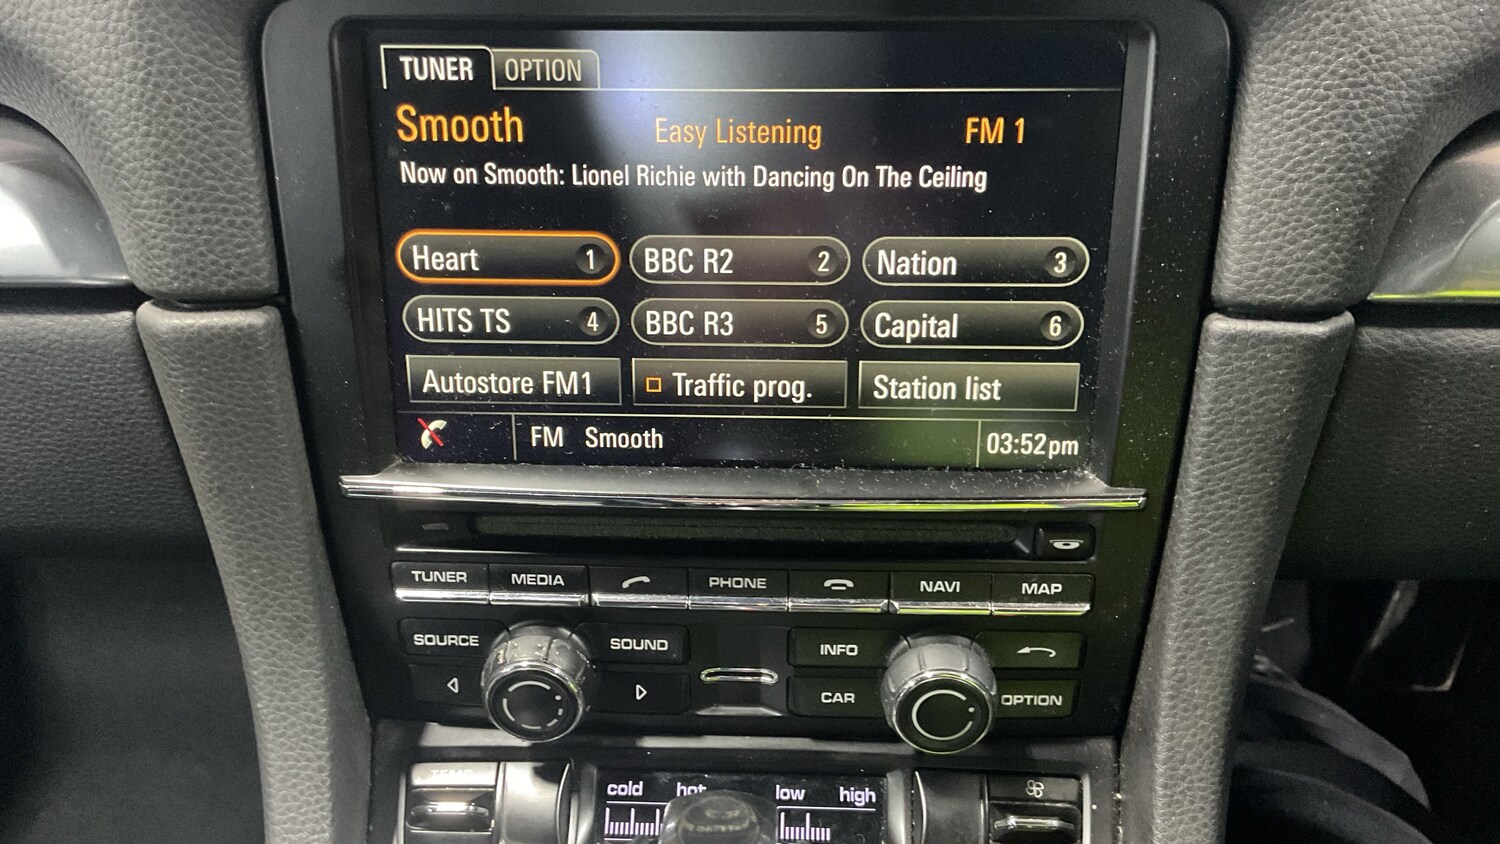 TUNER OPTION
Smooth Easy Listening FM 1
Now on Smooth: Lionel Richie with Dancing On The Ceiling
Heart 1 BBC R2 2 Nation 3
HITS TS 4 BBC R3 5 Capital 6
Autostore FM1 Traffic prog. Station list
FM Smooth 03:52pm
TUNER MEDIA PHONE NAVI MAP
SOURCE SOUND INFO
CAR OPTION
cold hot low high